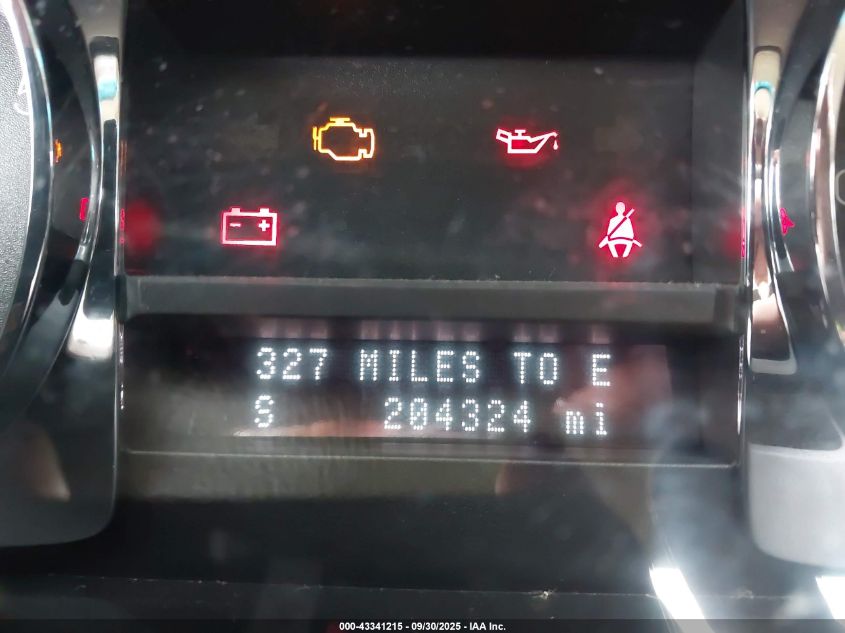 327 MILES TO E
S 204324 mi
000-43341215 - 09/30/2025 - IAA Inc.